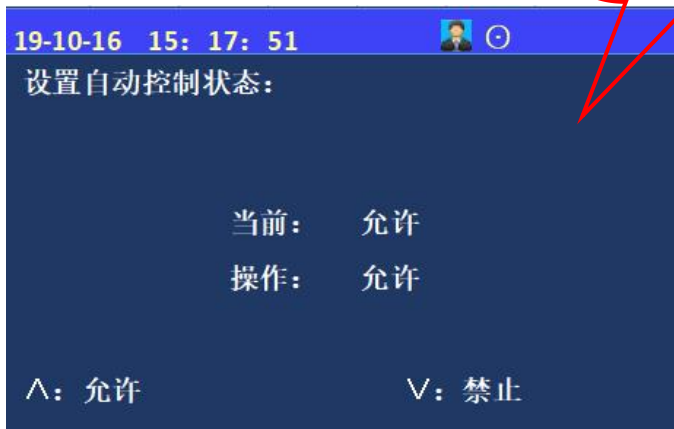 19-10-16 15: 17: 51
设置自动控制状态:
当前: 允许
操作: 允许
∧: 允许 ∨: 禁止